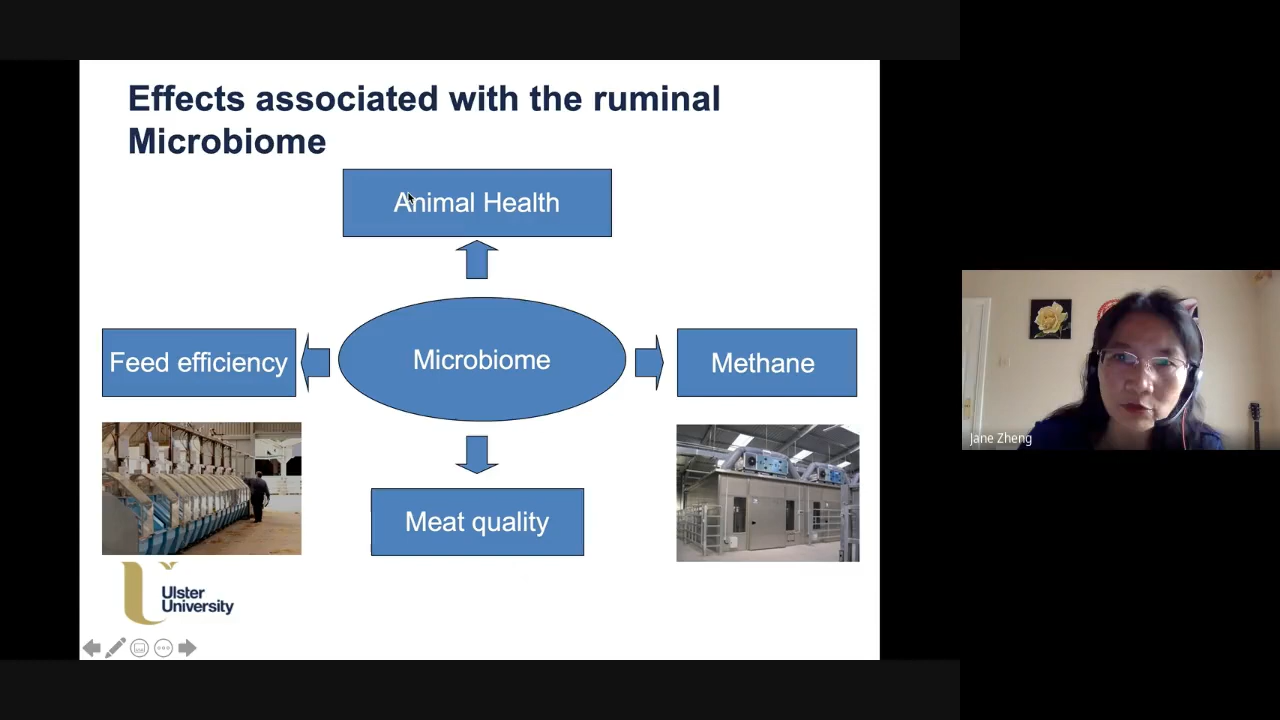 Effects associated with the ruminal
Microbiome
Animal Health
Feed efficiency
Microbiome
Methane
Meat quality
Ulster
University
Jane Zheng